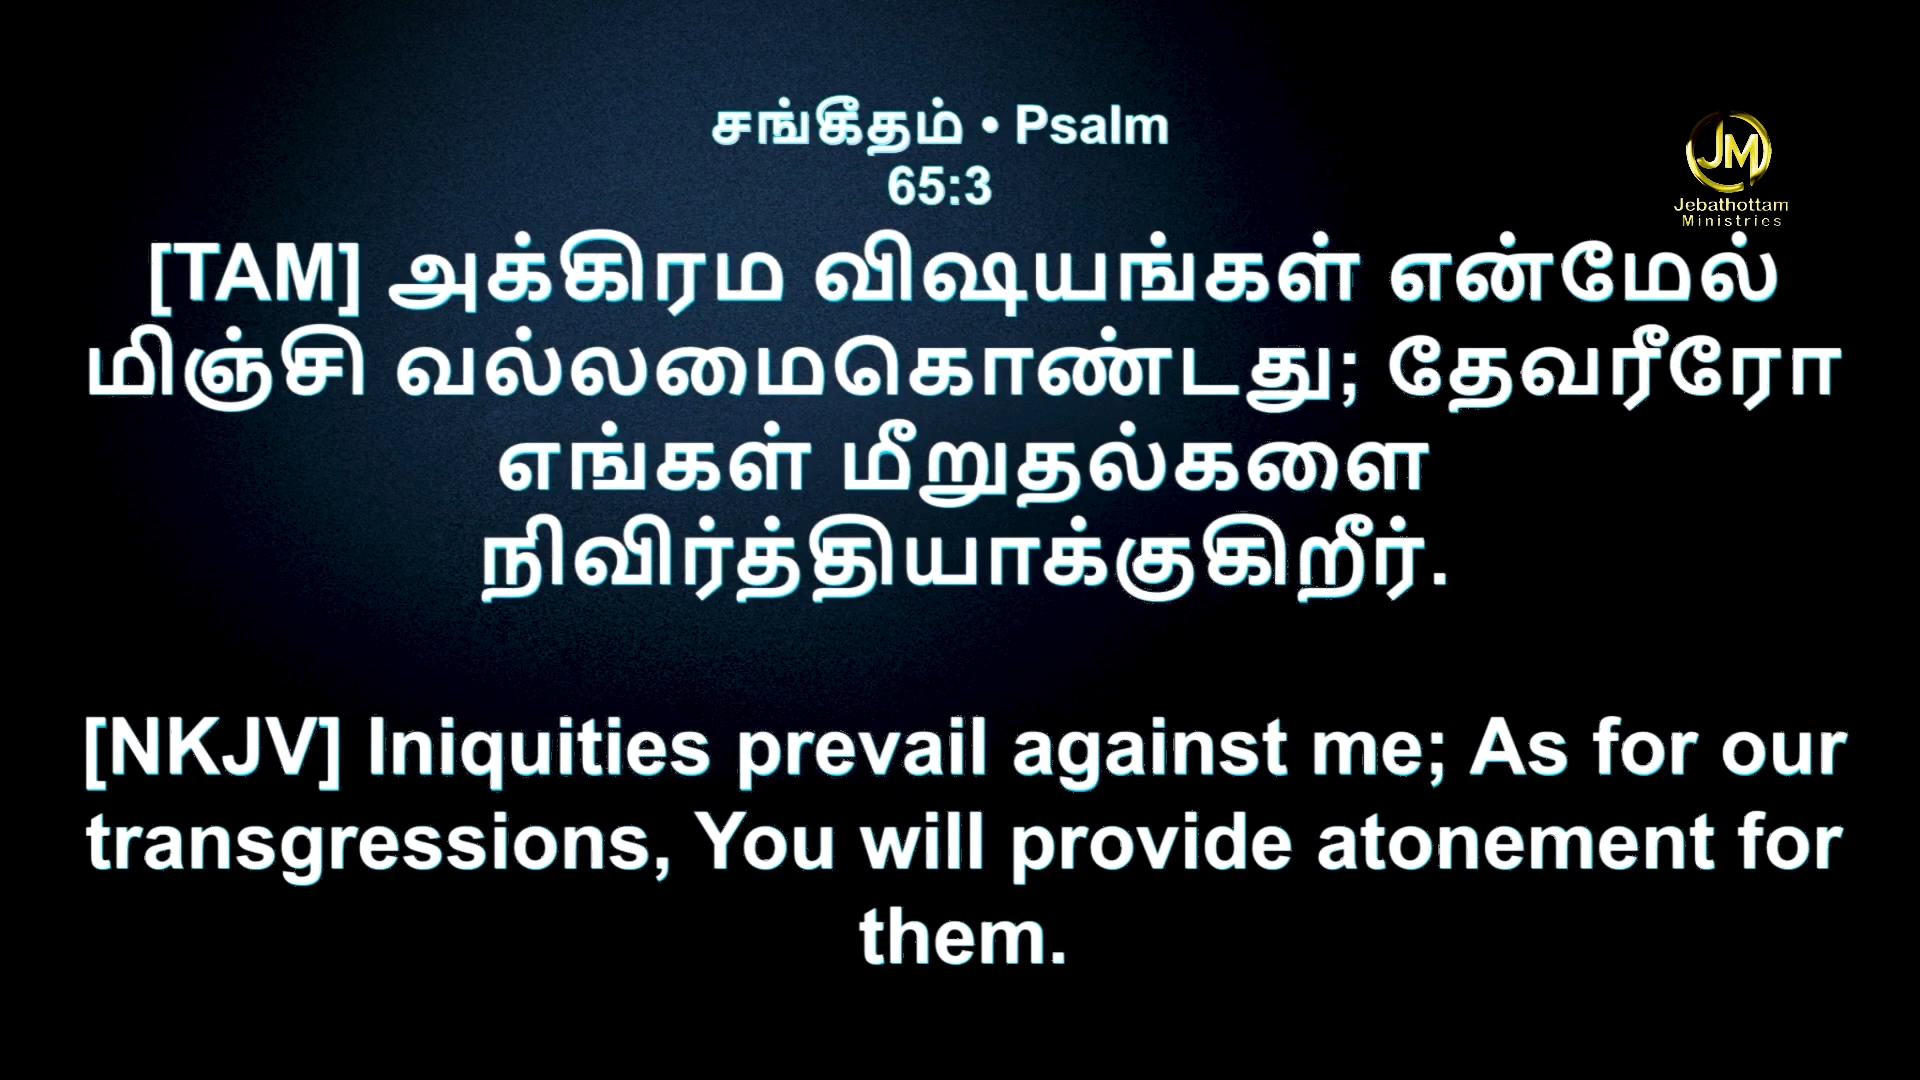 சங்கீதம் • Psalm
65:3
Jebathottam
Ministries
[TAM] அக்கிரம விஷயங்கள் என்மேல்
மிஞ்சி வல்லமைகொண்டது; தேவரீரோ
எங்கள் மீறுதல்களை
நிவிர்த்தியாக்குகிறீர்.
[NKJV] Iniquities prevail against me; As for our
transgressions, You will provide atonement for
them.